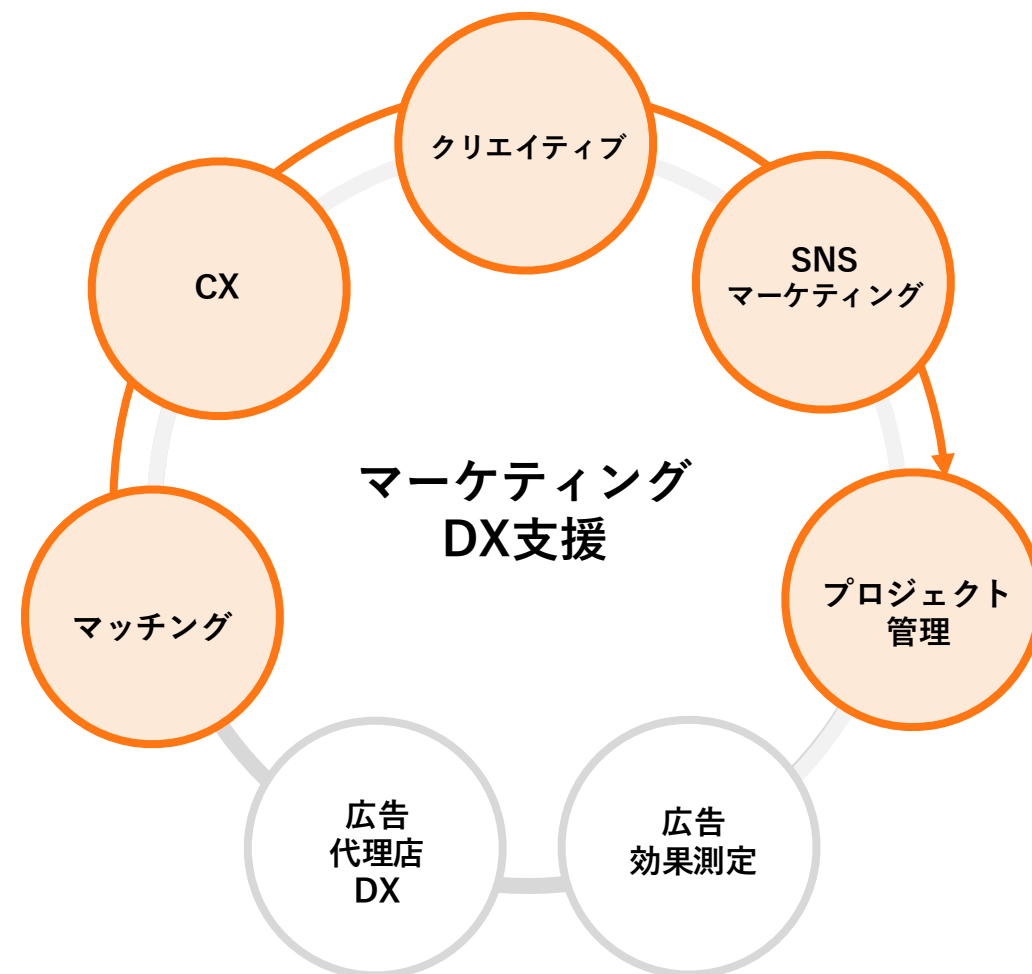 クリエイティブ
CX
SNS
マーケティング
マーケティング
DX支援
マッチング
プロジェクト
管理
広告
代理店
DX
広告
効果測定